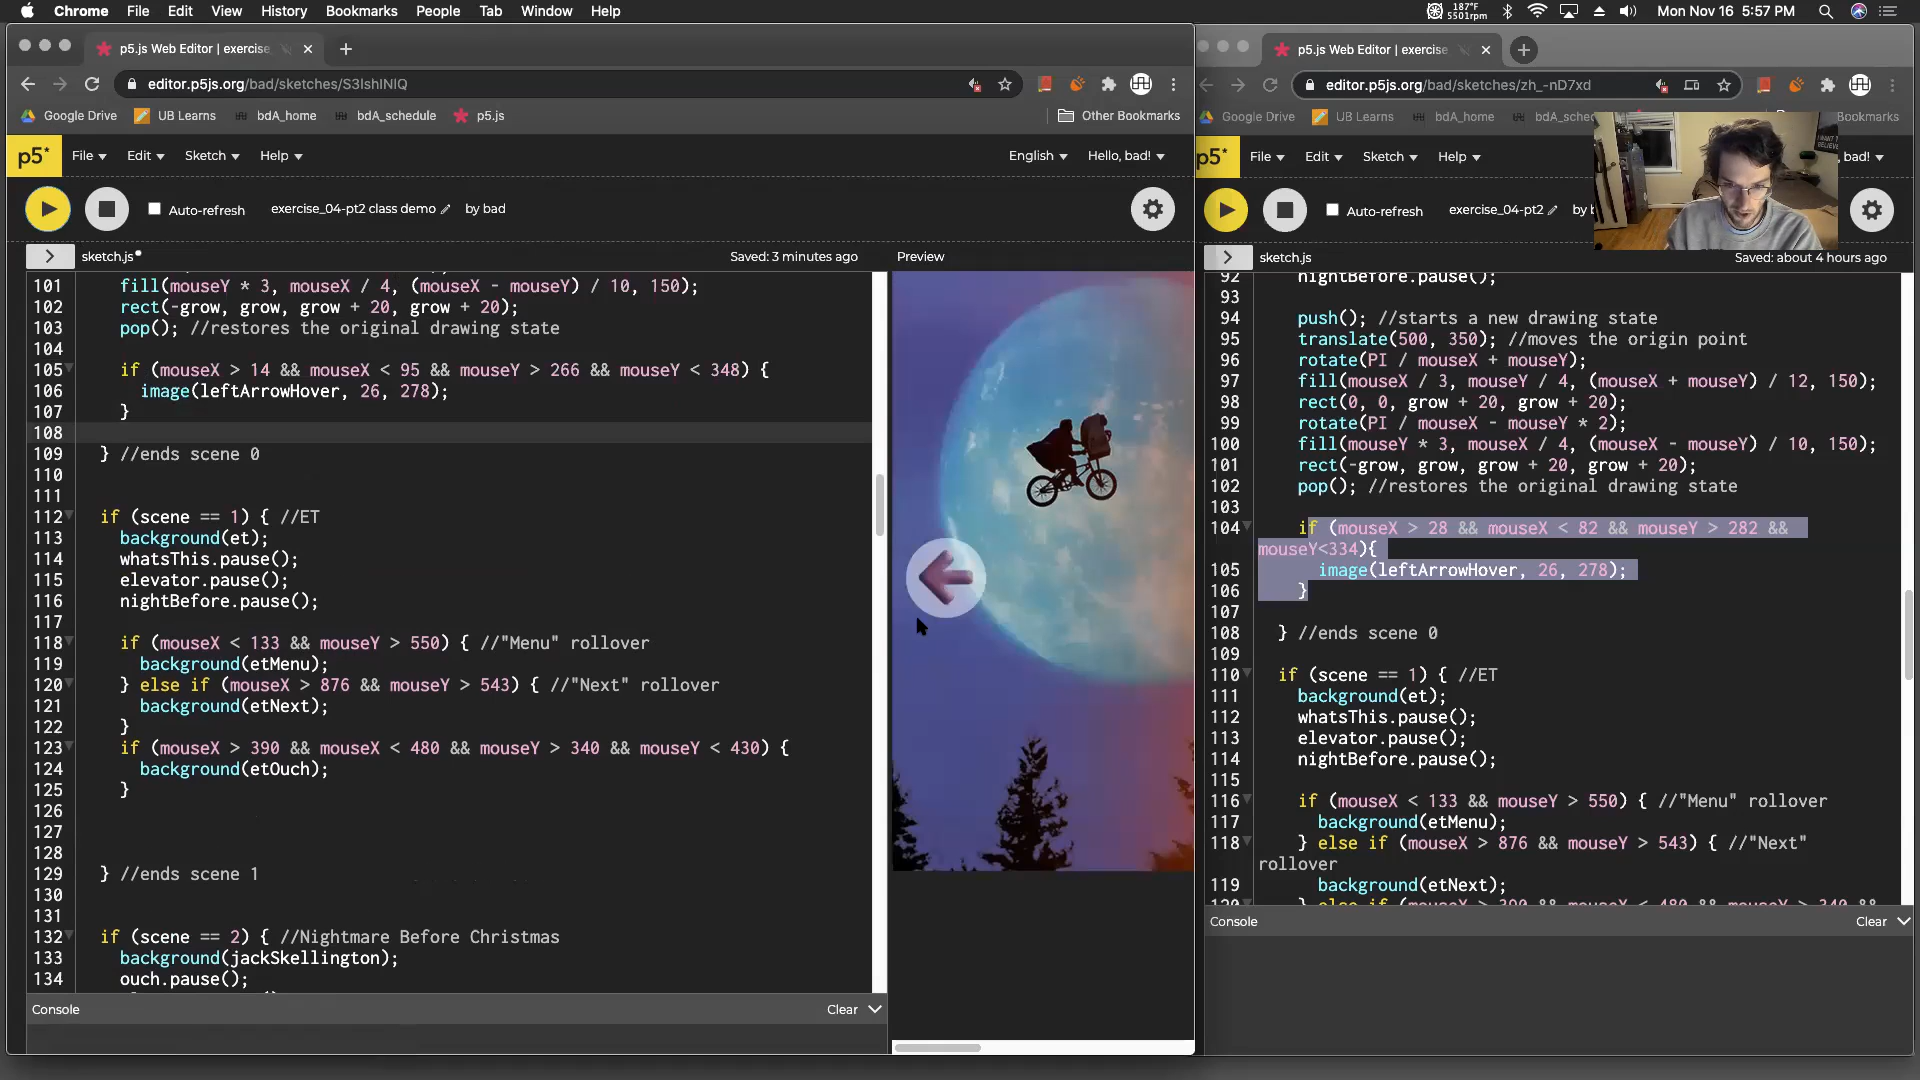 Chrome File Edit View History Bookmarks People Tab Window Help
187°F
5501rpm
Mon Nov 16 5:57 PM
p5.js Web Editor | exercise
editor.p5js.org/bad/sketches/S3IshlNIQ
Google Drive UB Learns bdA_home bdA_schedule p5.js Other Bookmarks
p5* File Edit Sketch Help English Hello, bad!
Auto-refresh exercise_04-pt2 class demo by bad
sketch.js Saved: 3 minutes ago Preview
101 fill(mouseY * 3, mouseX / 4, (mouseX - mouseY) / 10, 150);
102 rect(-grow, grow, grow + 20, grow + 20);
103 pop(); //restores the original drawing state
104
105 if (mouseX > 14 && mouseX < 95 && mouseY > 266 && mouseY < 348) {
106 image(leftArrowHover, 26, 278);
107 }
108
109 } //ends scene 0
110
111
112 if (scene == 1) { //ET
113 background(et);
114 whatsThis.pause();
115 elevator.pause();
116 nightBefore.pause();
117
118 if (mouseX < 133 && mouseY > 550) { //"Menu" rollover
119 background(etMenu);
120 } else if (mouseX > 876 && mouseY > 543) { //"Next" rollover
121 background(etNext);
122 }
123 if (mouseX > 390 && mouseX < 480 && mouseY > 340 && mouseY < 430) {
124 background(etOuch);
125 }
126
127
128
129 } //ends scene 1
130
131
132 if (scene == 2) { //Nightmare Before Christmas
133 background(jackSkellington);
134 ouch.pause();
Console Clear
p5.js Web Editor | exercise
editor.p5js.org/bad/sketches/zh_-nD7xd
Google Drive UB Learns bdA_home Bookmarks
p5* File Edit Sketch Help bad!
Auto-refresh exercise_04-pt2
sketch.js Saved: about 4 hours ago
92 nightBefore.pause();
93
94 push(); //starts a new drawing state
95 translate(500, 350); //moves the origin point
96 rotate(PI / mouseX + mouseY);
97 fill(mouseX / 3, mouseY / 4, (mouseX + mouseY) / 12, 150);
98 rect(0, 0, grow + 20, grow + 20);
99 rotate(PI / mouseX - mouseY * 2);
100 fill(mouseY * 3, mouseX / 4, (mouseX - mouseY) / 10, 150);
101 rect(-grow, grow, grow + 20, grow + 20);
102 pop(); //restores the original drawing state
103
104 if (mouseX > 28 && mouseX < 82 && mouseY > 282 &&
mouseY<334){
105 image(leftArrowHover, 26, 278);
106 }
107
108 } //ends scene 0
109
110 if (scene == 1) { //ET
111 background(et);
112 whatsThis.pause();
113 elevator.pause();
114 nightBefore.pause();
115
116 if (mouseX < 133 && mouseY > 550) { //"Menu" rollover
117 background(etMenu);
118 } else if (mouseX > 876 && mouseY > 543) { //"Next"
rollover
119 background(etNext);
120 } else if (mouseX > 390 && mouseX < 480 && mouseY > 340 &&
Console Clear